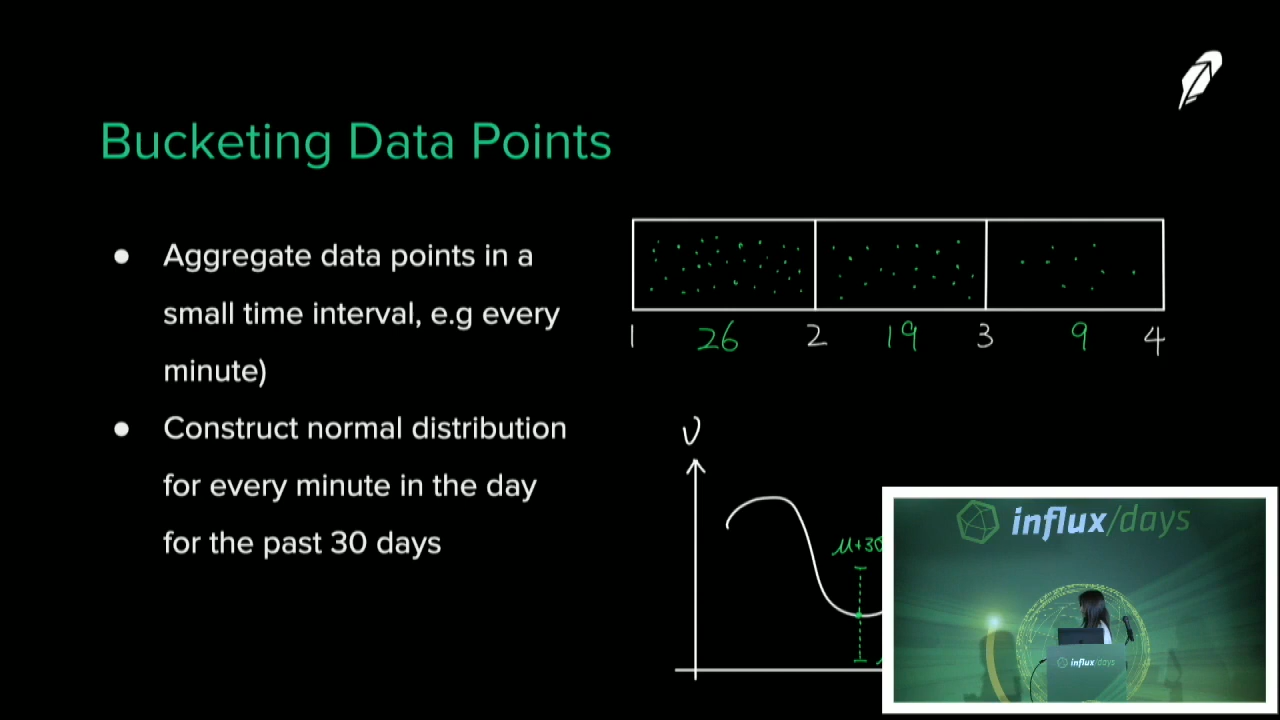 Bucketing Data Points
● Aggregate data points in a
small time interval, e.g every
minute)
● Construct normal distribution
for every minute in the day
for the past 30 days
1 26 2 19 3 9 4
influx/days
influx/days